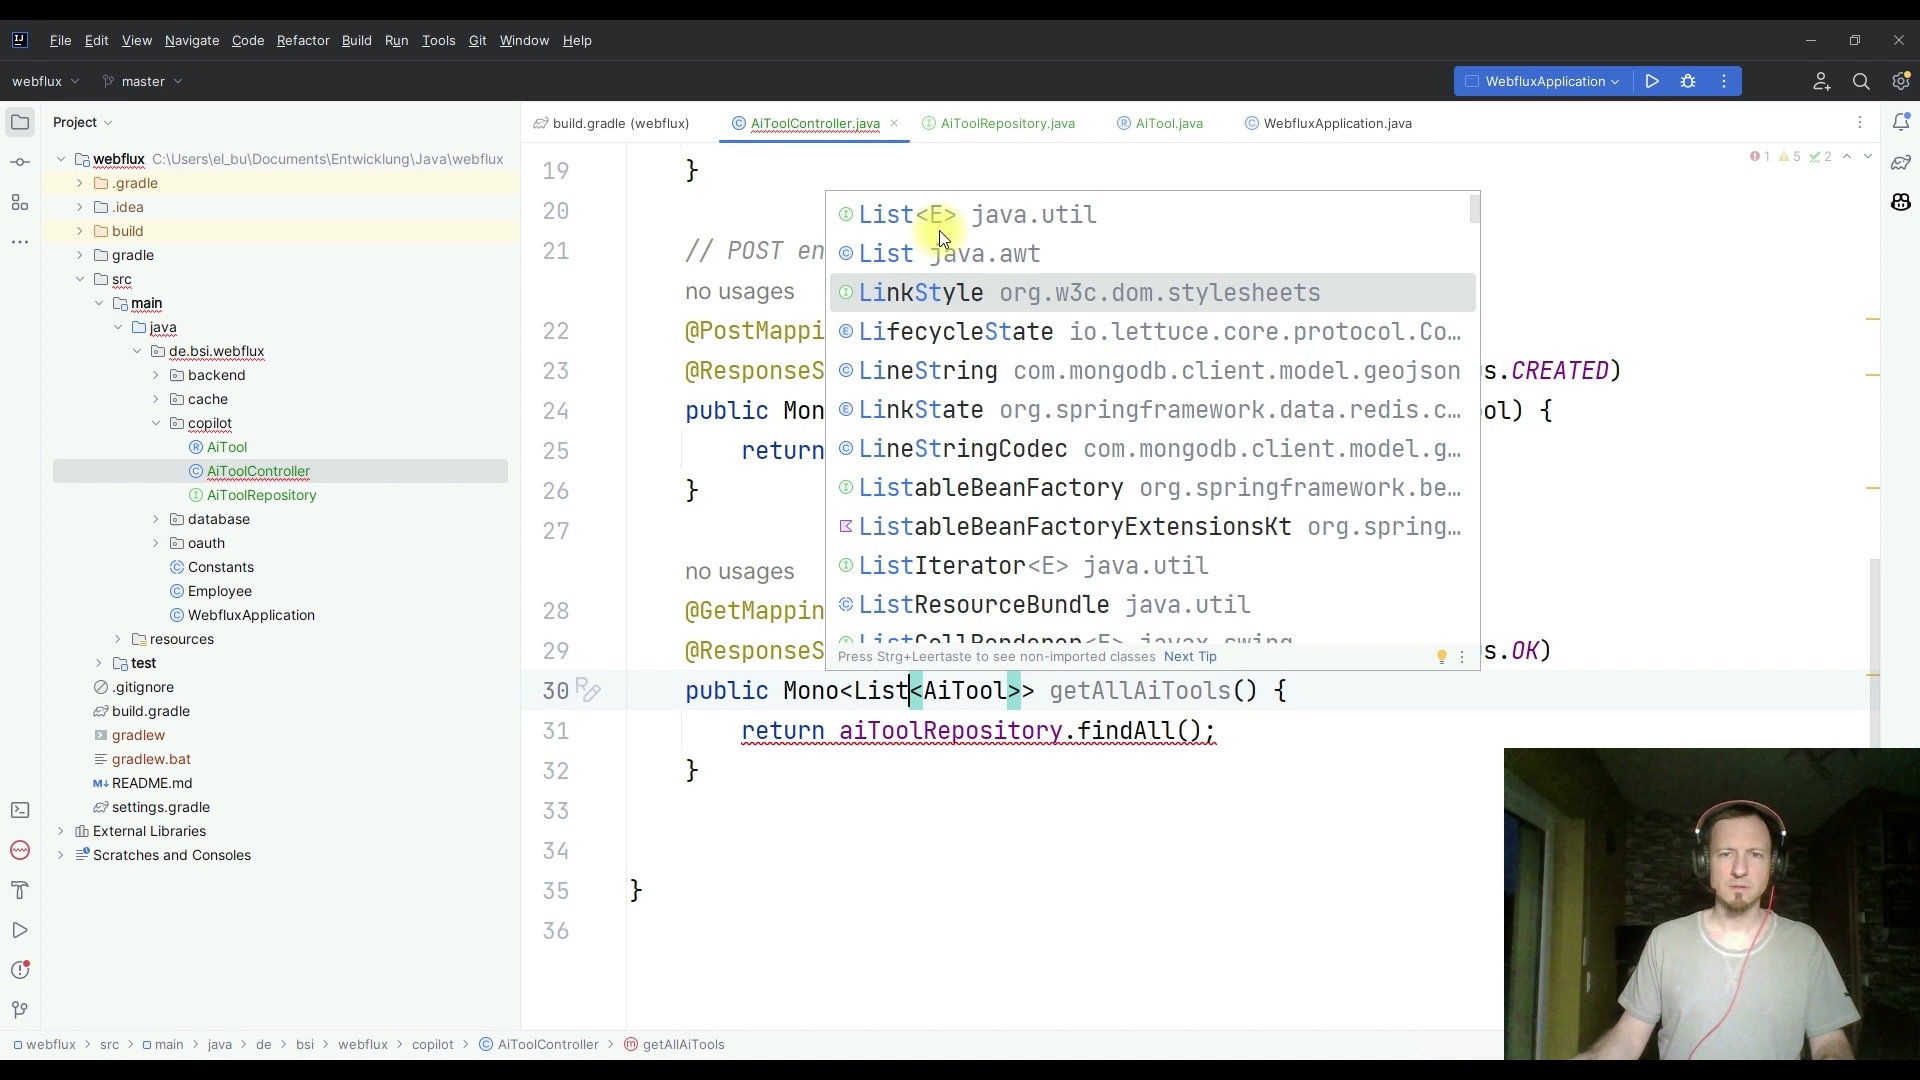 File Edit View Navigate Code Refactor Build Run Tools Git Window Help
webflux master WebfluxApplication
Project
build.gradle (webflux) AiToolController.java AiToolRepository.java AiTool.java WebfluxApplication.java
webflux C:\Users\el_bu\Documents\Entwicklung\Java\webflux
.gradle
.idea
build
gradle
src
main
java
de.bsi.webflux
backend
cache
copilot
AiTool
AiToolController
AiToolRepository
database
oauth
Constants
Employee
WebfluxApplication
resources
test
.gitignore
build.gradle
gradlew
gradlew.bat
README.md
settings.gradle
External Libraries
Scratches and Consoles
1 5 2
19 }
20
21 // POST en
no usages
22 @PostMappi
23 @ResponseS s.CREATED)
24 public Mon ol) {
25 return
26 }
27
no usages
28 @GetMappin
29 @ResponseS s.OK)
30 public Mono<List<AiTool>> getAllAiTools() {
31 return aiToolRepository.findAll();
32 }
33
34
35 }
36
List<E> java.util
List java.awt
LinkStyle org.w3c.dom.stylesheets
LifecycleState io.lettuce.core.protocol.Co…
LineString com.mongodb.client.model.geojson
LinkState org.springframework.data.redis.c…
LineStringCodec com.mongodb.client.model.g…
ListableBeanFactory org.springframework.be…
ListableBeanFactoryExtensionsKt org.spring…
ListIterator<E> java.util
ListResourceBundle java.util
ListCellRenderer<E> javax.swing
Press Strg+Leertaste to see non-imported classes Next Tip
webflux > src > main > java > de > bsi > webflux > copilot > AiToolController > getAllAiTools